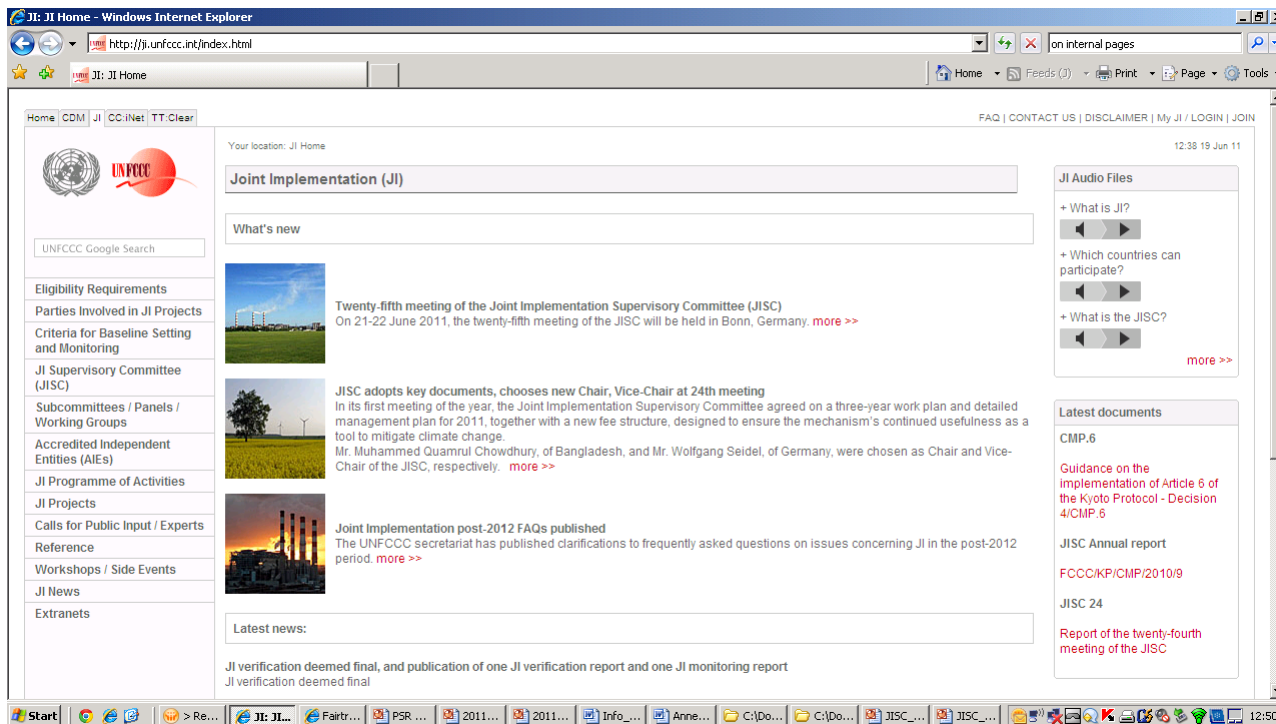 JI: JI Home - Windows Internet Explorer
http://ji.unfccc.int/index.html
on internal pages
JI: JI Home
Home
Feeds (J)
Print
Page
Tools
Home CDM JI CC:iNet TT:Clear
FAQ | CONTACT US | DISCLAIMER | My JI / LOGIN | JOIN
UNFCCC
UNFCCC Google Search
Eligibility Requirements
Parties Involved in JI Projects
Criteria for Baseline Setting
and Monitoring
JI Supervisory Committee
(JISC)
Subcommittees / Panels /
Working Groups
Accredited Independent
Entities (AIEs)
JI Programme of Activities
JI Projects
Calls for Public Input / Experts
Reference
Workshops / Side Events
JI News
Extranets
Your location: JI Home
12:38 19 Jun 11
Joint Implementation (JI)
What's new
Twenty-fifth meeting of the Joint Implementation Supervisory Committee (JISC)
On 21-22 June 2011, the twenty-fifth meeting of the JISC will be held in Bonn, Germany. more >>
JISC adopts key documents, chooses new Chair, Vice-Chair at 24th meeting
In its first meeting of the year, the Joint Implementation Supervisory Committee agreed on a three-year work plan and detailed
management plan for 2011, together with a new fee structure, designed to ensure the mechanism's continued usefulness as a
tool to mitigate climate change.
Mr. Muhammed Quamrul Chowdhury, of Bangladesh, and Mr. Wolfgang Seidel, of Germany, were chosen as Chair and Vice-
Chair of the JISC, respectively. more >>
Joint Implementation post-2012 FAQs published
The UNFCCC secretariat has published clarifications to frequently asked questions on issues concerning JI in the post-2012
period. more >>
Latest news:
JI verification deemed final, and publication of one JI verification report and one JI monitoring report
JI verification deemed final
JI Audio Files
+ What is JI?
+ Which countries can
participate?
+ What is the JISC?
more >>
Latest documents
CMP.6
Guidance on the
implementation of Article 6 of
the Kyoto Protocol - Decision
4/CMP.6
JISC Annual report
FCCC/KP/CMP/2010/9
JISC 24
Report of the twenty-fourth
meeting of the JISC
Start
> Re...
JI: JI...
Fairtr...
PSR ...
2011...
2011...
Info_...
Anne...
C:\Do...
C:\Do...
JISC_...
JISC_...